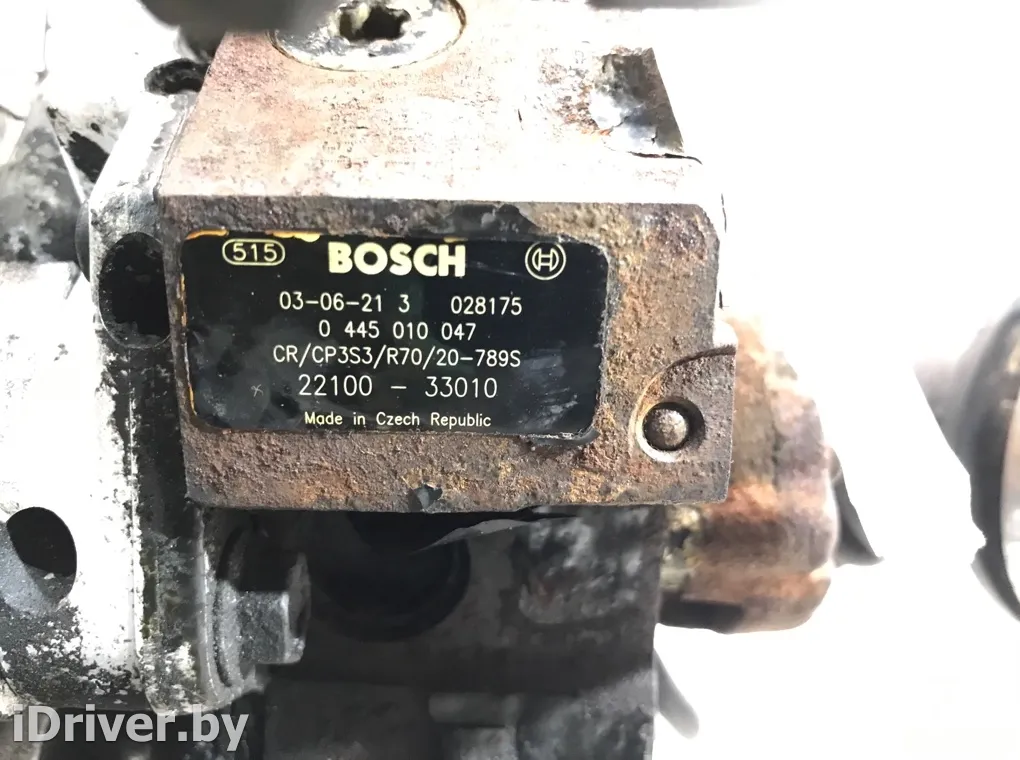 515 BOSCH H
03-06-21 3 028175
0 445 010 047
CR/CP3S3/R70/20-789S
22100 - 33010
Made in Czech Republic
iDriver.by